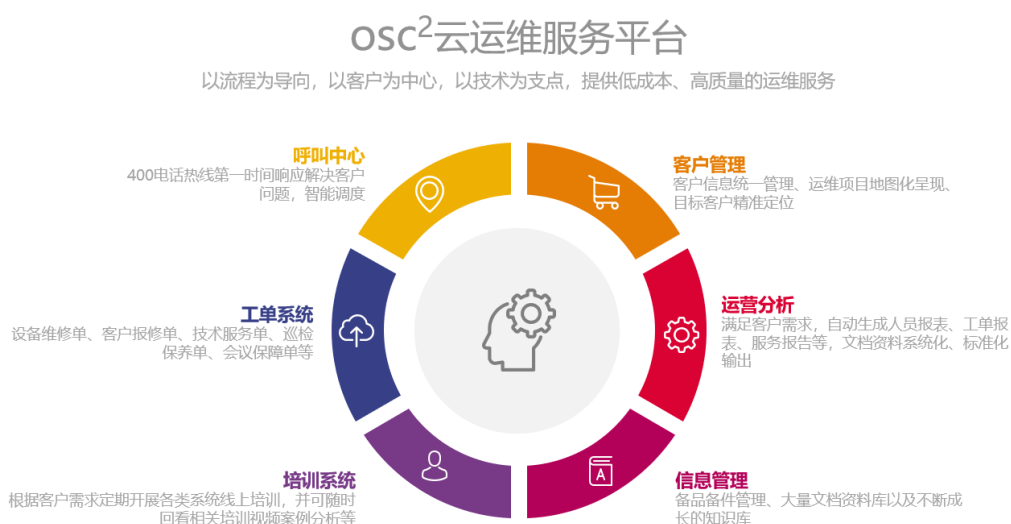 OSC²云运维服务平台
以流程为导向，以客户为中心，以技术为支点，提供低成本、高质量的运维服务
呼叫中心
400电话热线第一时间响应解决客户
问题，智能调度
客户管理
客户信息统一管理、运维项目地图化呈现、
目标客户精准定位
工单系统
设备维修单、客户报修单、技术服务单、巡检
保养单、会议保障单等
运营分析
满足客户需求，自动生成人员报表、工单报
表、服务报告等，文档资料系统化、标准化
输出
培训系统
根据客户需求定期开展各类系统线上培训，并可随时
回看相关培训视频案例分析等
信息管理
备品备件管理、大量文档资料库以及不断成
长的知识库
A